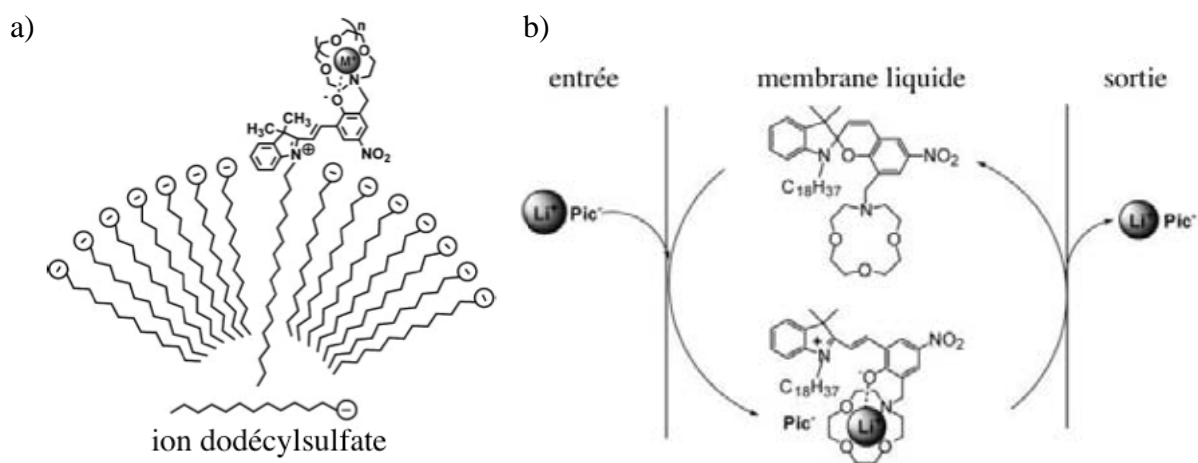 a)
n
O
O
O
O
M⁺
N
-O
H₃C CH₃
N
⊕
NO₂
ion dodécylsulfate
b)
entrée
membrane liquide
sortie
Li⁺ Pic⁻
N O
NO₂
C₁₈H₃₇
N
O O
O
Li⁺ Pic⁻
+
N
NO₂
C₁₈H₃₇
-O
N
Pic⁻
O Li⁺ O
O O